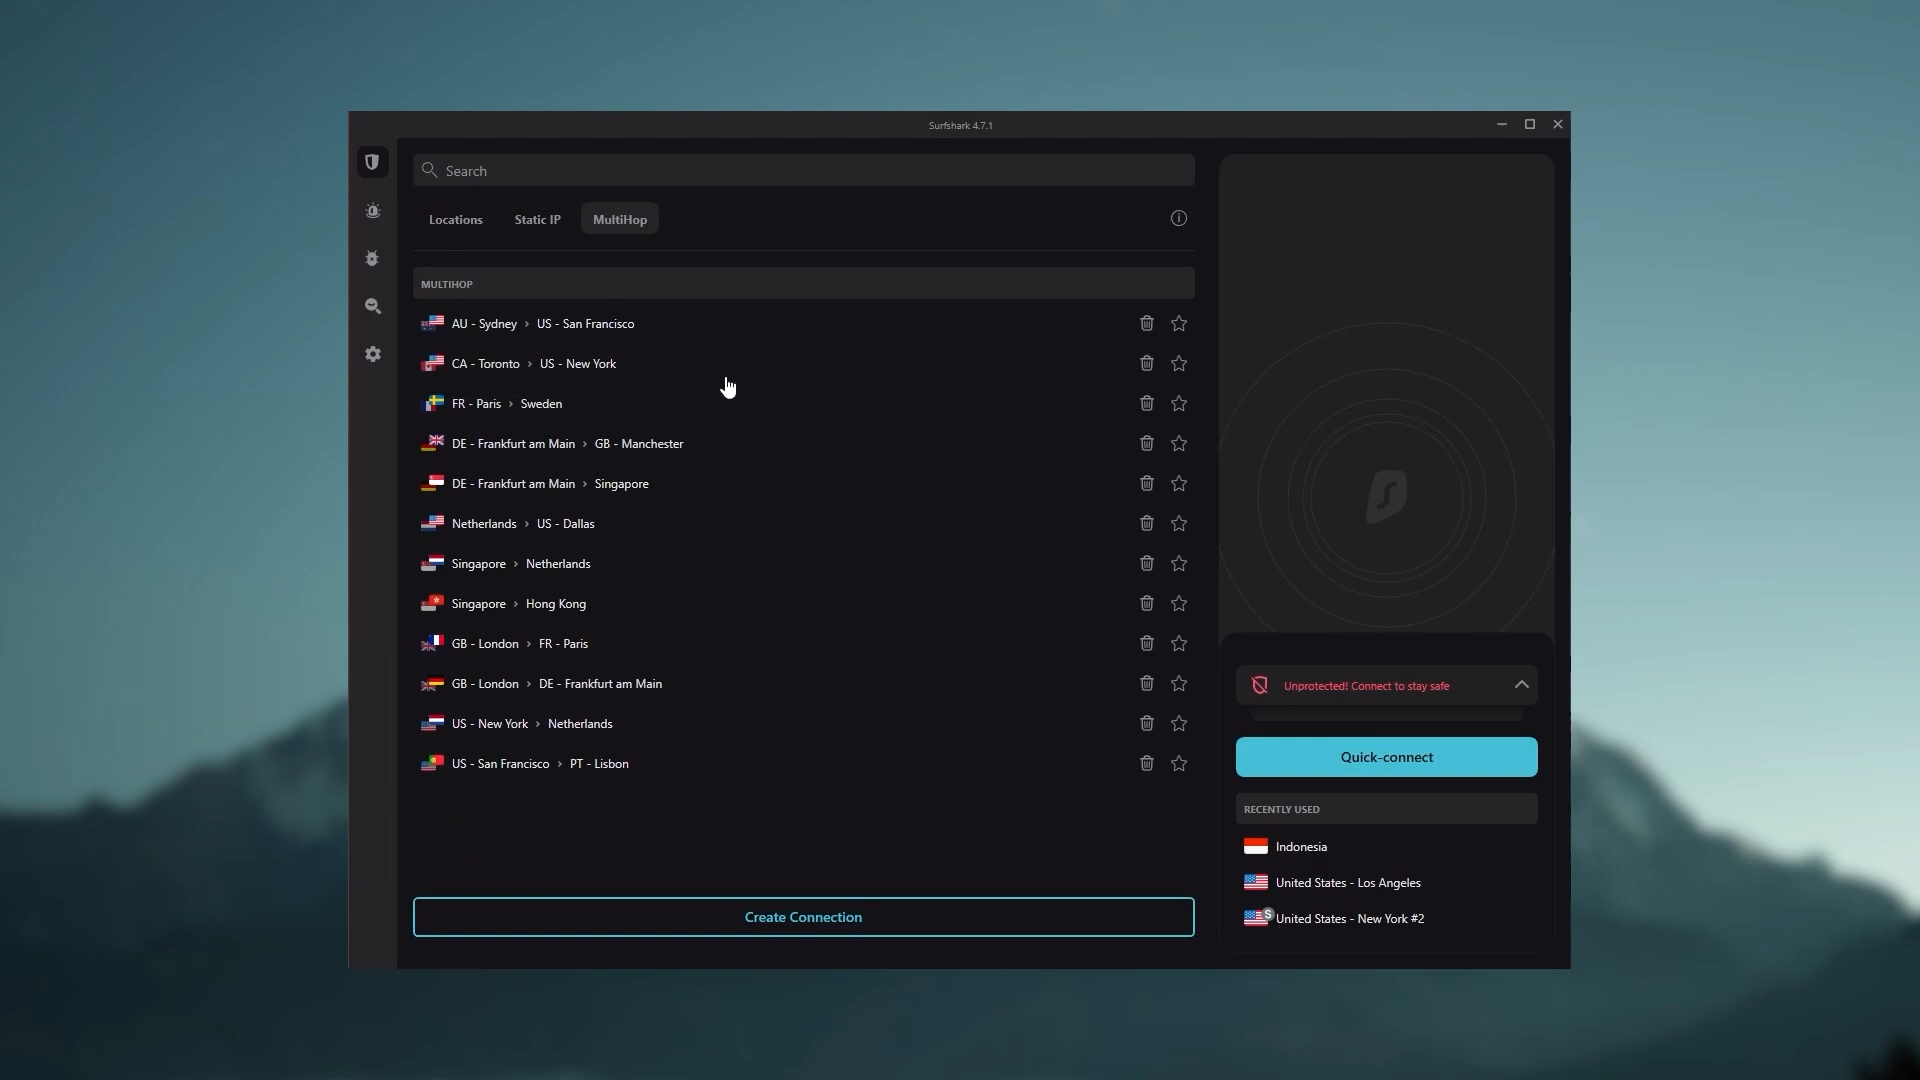 Surfshark 4.7.1
Search
Locations
Static IP
MultiHop
MULTIHOP
AU - Sydney › US - San Francisco
CA - Toronto › US - New York
FR - Paris › Sweden
DE - Frankfurt am Main › GB - Manchester
DE - Frankfurt am Main › Singapore
Netherlands › US - Dallas
Singapore › Netherlands
Singapore › Hong Kong
GB - London › FR - Paris
GB - London › DE - Frankfurt am Main
US - New York › Netherlands
US - San Francisco › PT - Lisbon
Create Connection
Unprotected! Connect to stay safe
Quick-connect
RECENTLY USED
Indonesia
United States - Los Angeles
S United States - New York #2